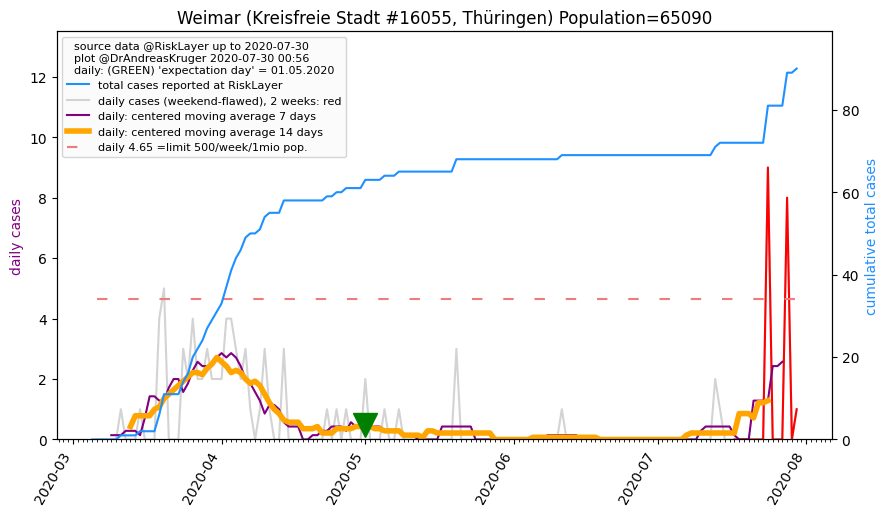 Weimar (Kreisfreie Stadt #16055, Thüringen) Population=65090
source data @RiskLayer up to 2020-07-30
plot @DrAndreasKruger 2020-07-30 00:56
daily: (GREEN) 'expectation day' = 01.05.2020
total cases reported at RiskLayer
daily cases (weekend-flawed), 2 weeks: red
daily: centered moving average 7 days
daily: centered moving average 14 days
daily 4.65 =limit 500/week/1mio pop.
daily cases
12
10
8
6
4
2
0
cumulative total cases
80
60
40
20
0
2020-03
2020-04
2020-05
2020-06
2020-07
2020-08